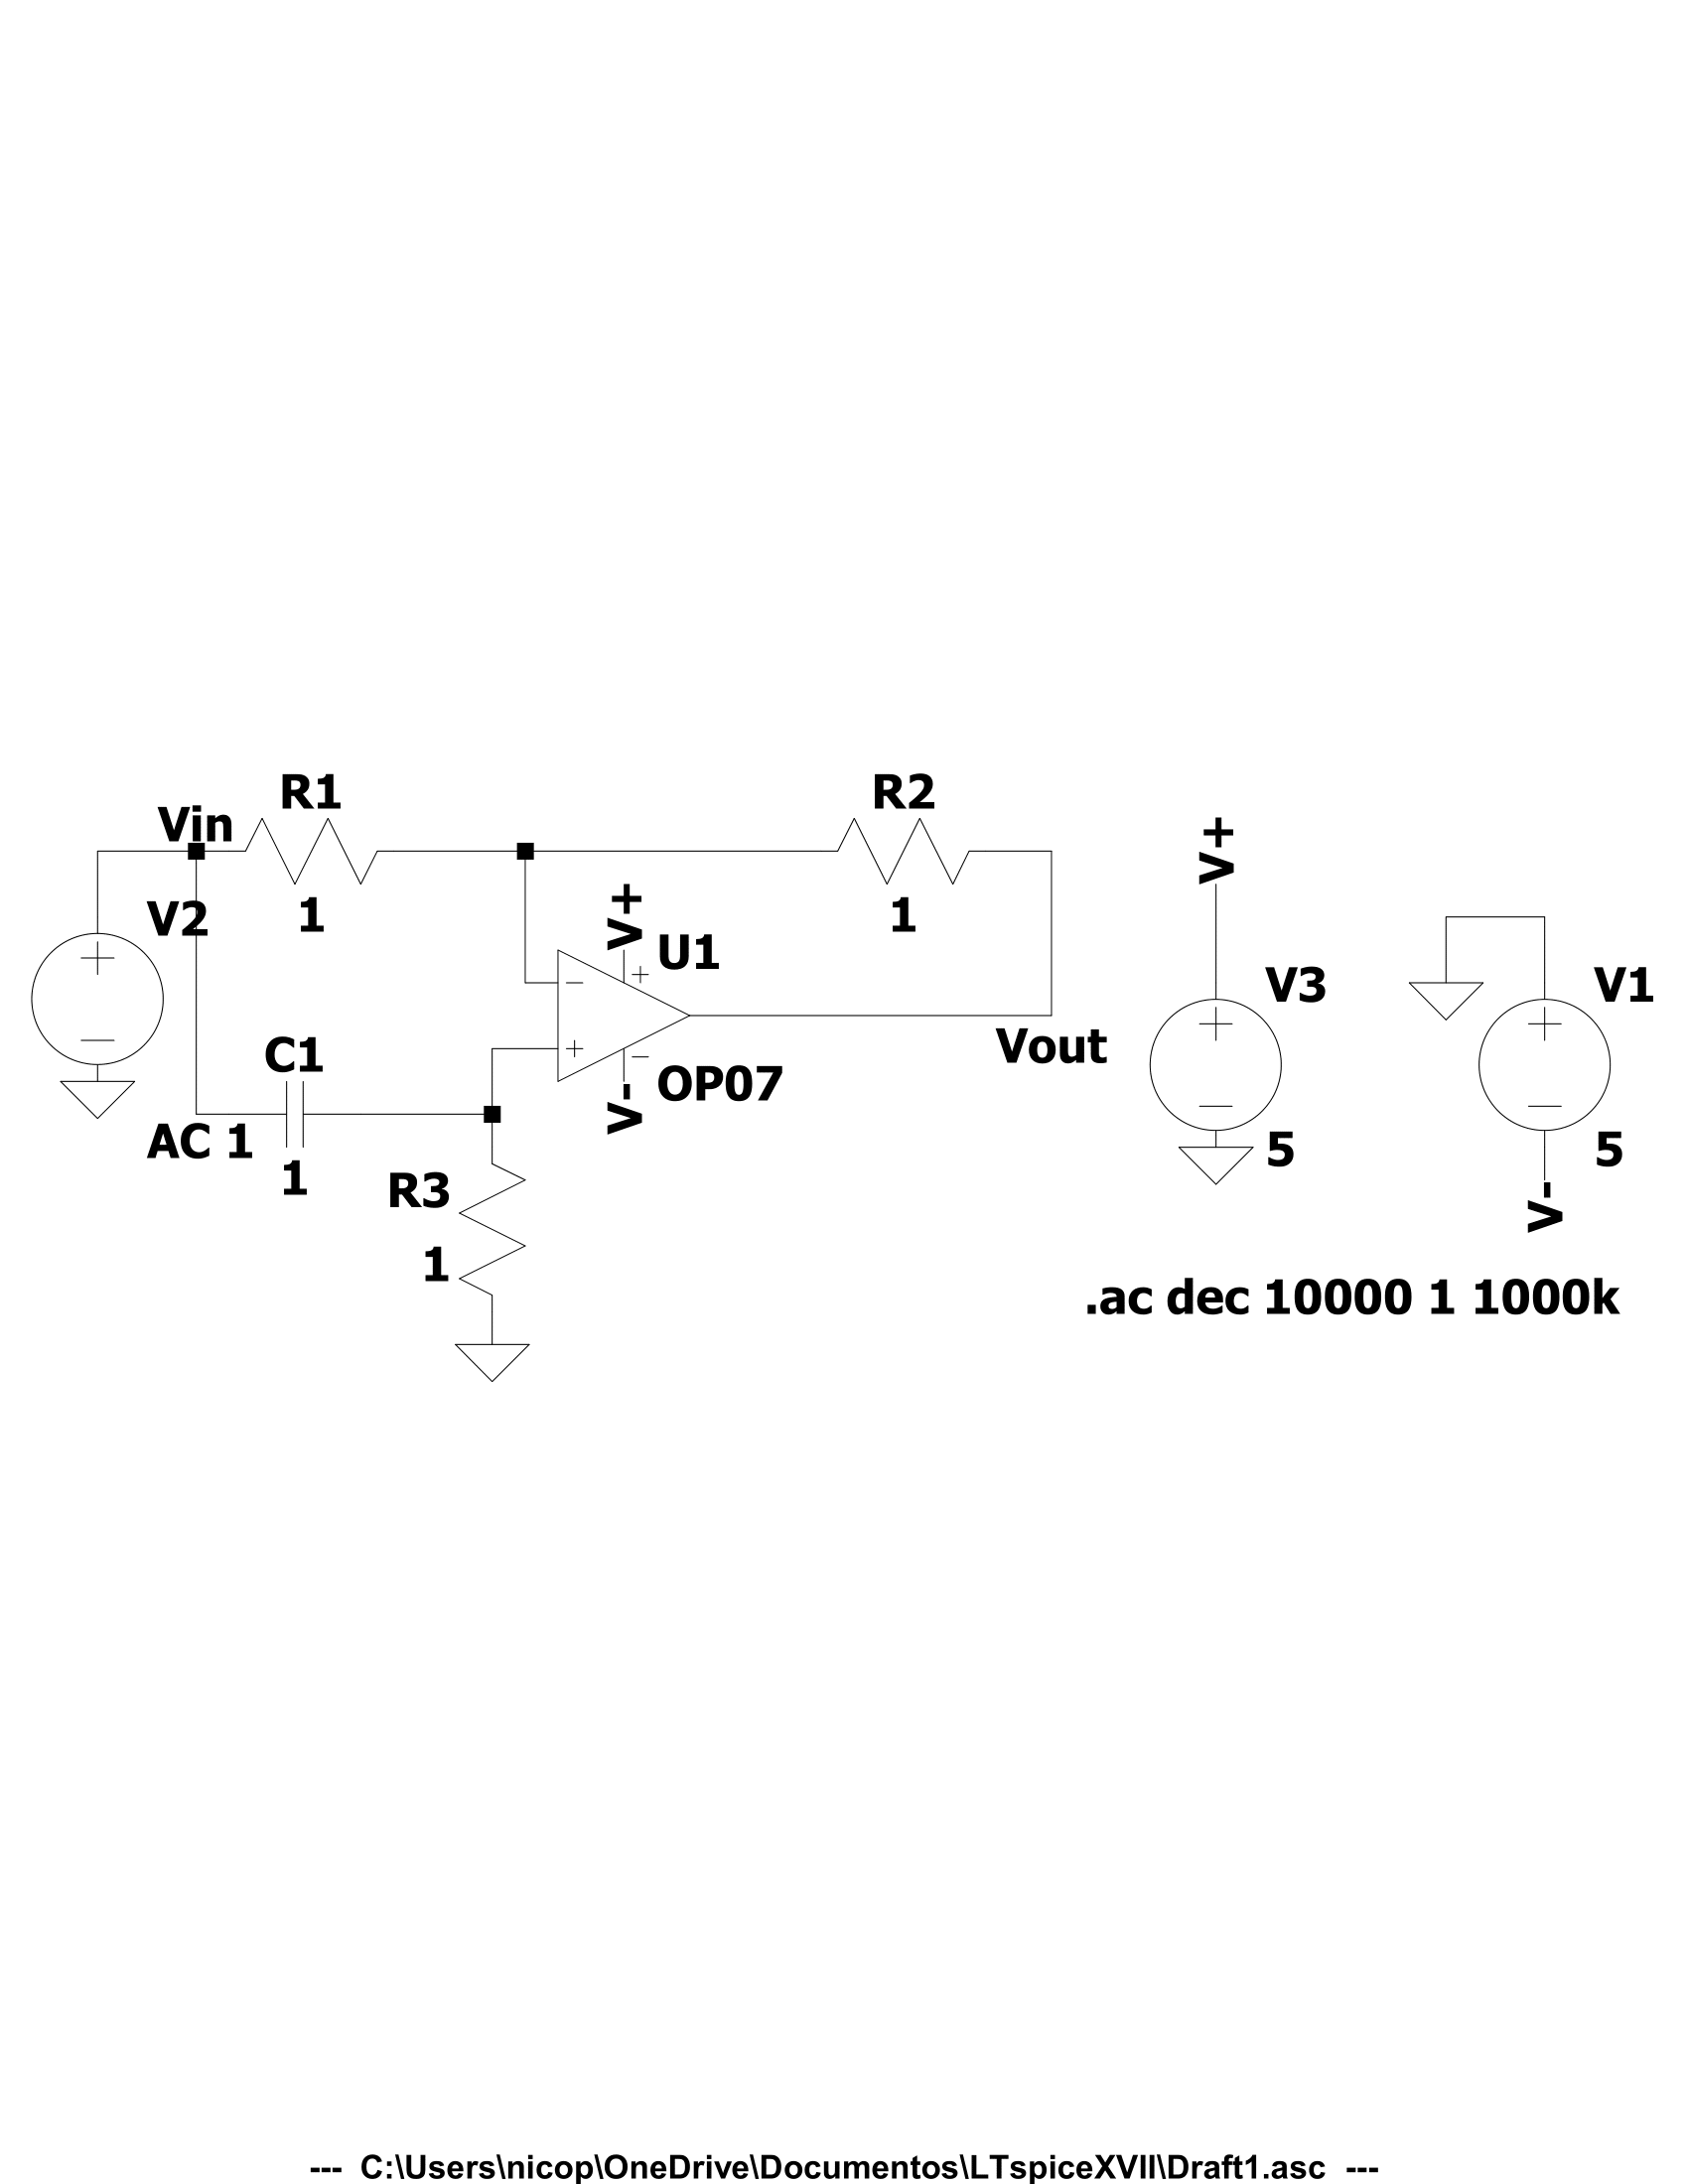 R1
R2
Vin
V+
V2
1
1
V+
U1
V3
V1
C1
Vout
OP07
V-
AC 1
1
5
5
R3
V-
1
.ac dec 10000 1 1000k
--- C:\Users\nicop\OneDrive\Documentos\LTspiceXVII\Draft1.asc ---